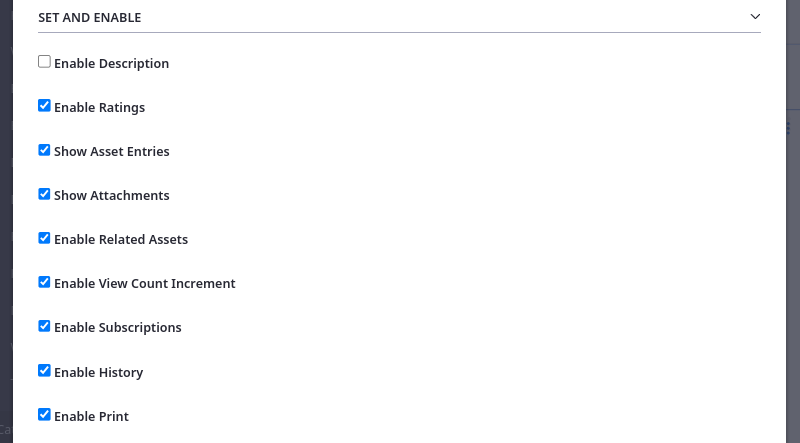 SET AND ENABLE
Enable Description
Enable Ratings
Show Asset Entries
Show Attachments
Enable Related Assets
Enable View Count Increment
Enable Subscriptions
Enable History
Enable Print